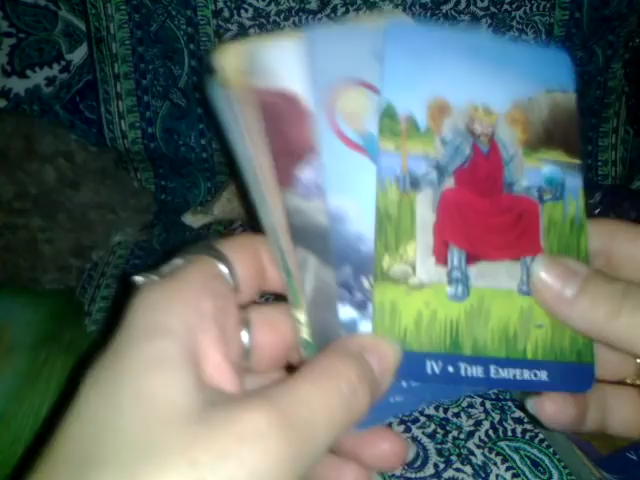 IV • THE EMPEROR